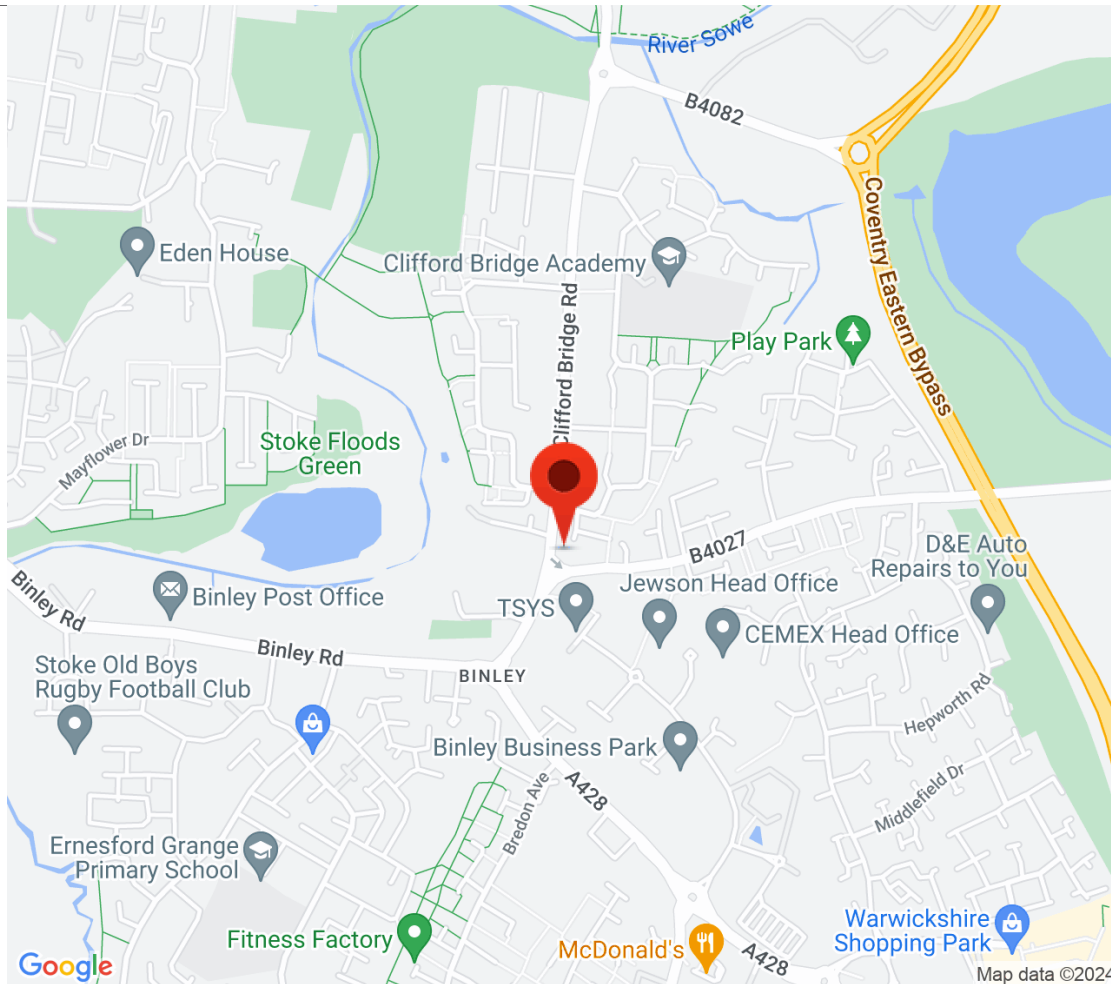 River Sowe
B4082
Coventry Eastern Bypass
Eden House
Clifford Bridge Academy
Clifford Bridge Rd
Play Park
Mayflower Dr
Stoke Floods
Green
B4027
D&E Auto
Repairs to You
Binley Rd
Binley Post Office
TSYS
Jewson Head Office
CEMEX Head Office
Binley Rd
BINLEY
Stoke Old Boys
Rugby Football Club
Hepworth Rd
Binley Business Park
A428
Bredon Ave
Middlefield Dr
Ernesford Grange
Primary School
Fitness Factory
McDonald's
A428
Warwickshire
Shopping Park
Google
Map data ©2024